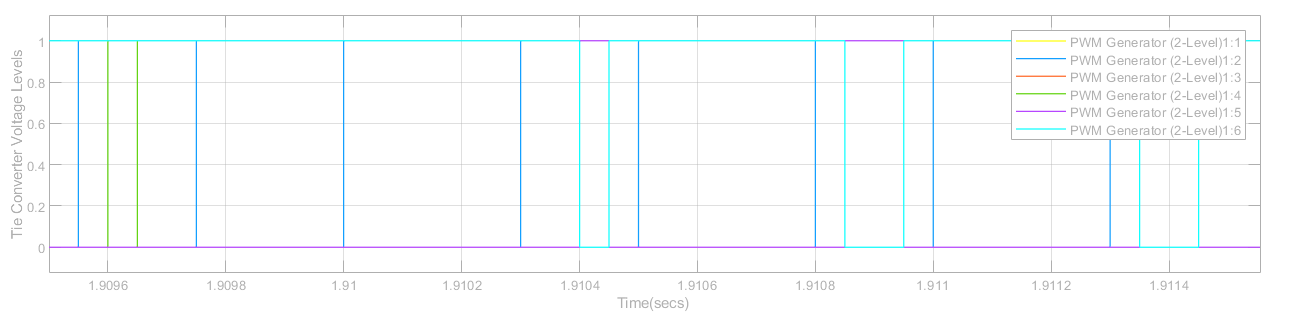 Tie Converter Voltage Levels
1
0.8
0.6
0.4
0.2
0
PWM Generator (2-Level)1:1
PWM Generator (2-Level)1:2
PWM Generator (2-Level)1:3
PWM Generator (2-Level)1:4
PWM Generator (2-Level)1:5
PWM Generator (2-Level)1:6
1.9096 1.9098 1.91 1.9102 1.9104 1.9106 1.9108 1.911 1.9112 1.9114
Time(secs)